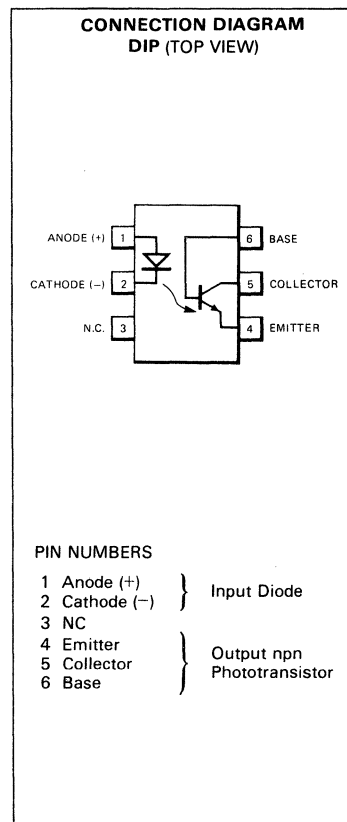 CONNECTION DIAGRAM
DIP (TOP VIEW)
ANODE (+) 1
6 BASE
CATHODE (−) 2
5 COLLECTOR
N.C. 3
4 EMITTER
PIN NUMBERS
1 Anode (+)
2 Cathode (−)
Input Diode
3 NC
4 Emitter
5 Collector
6 Base
Output npn
Phototransistor